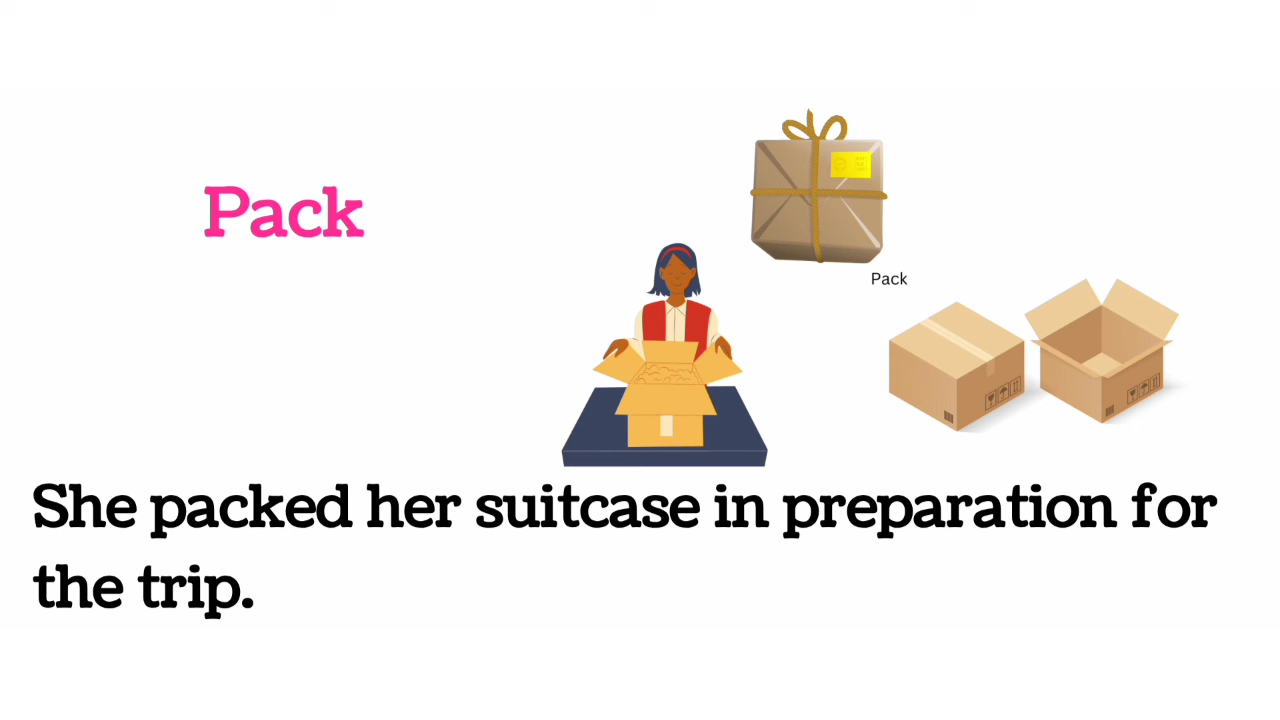 Pack
Pack
She packed her suitcase in preparation for
the trip.